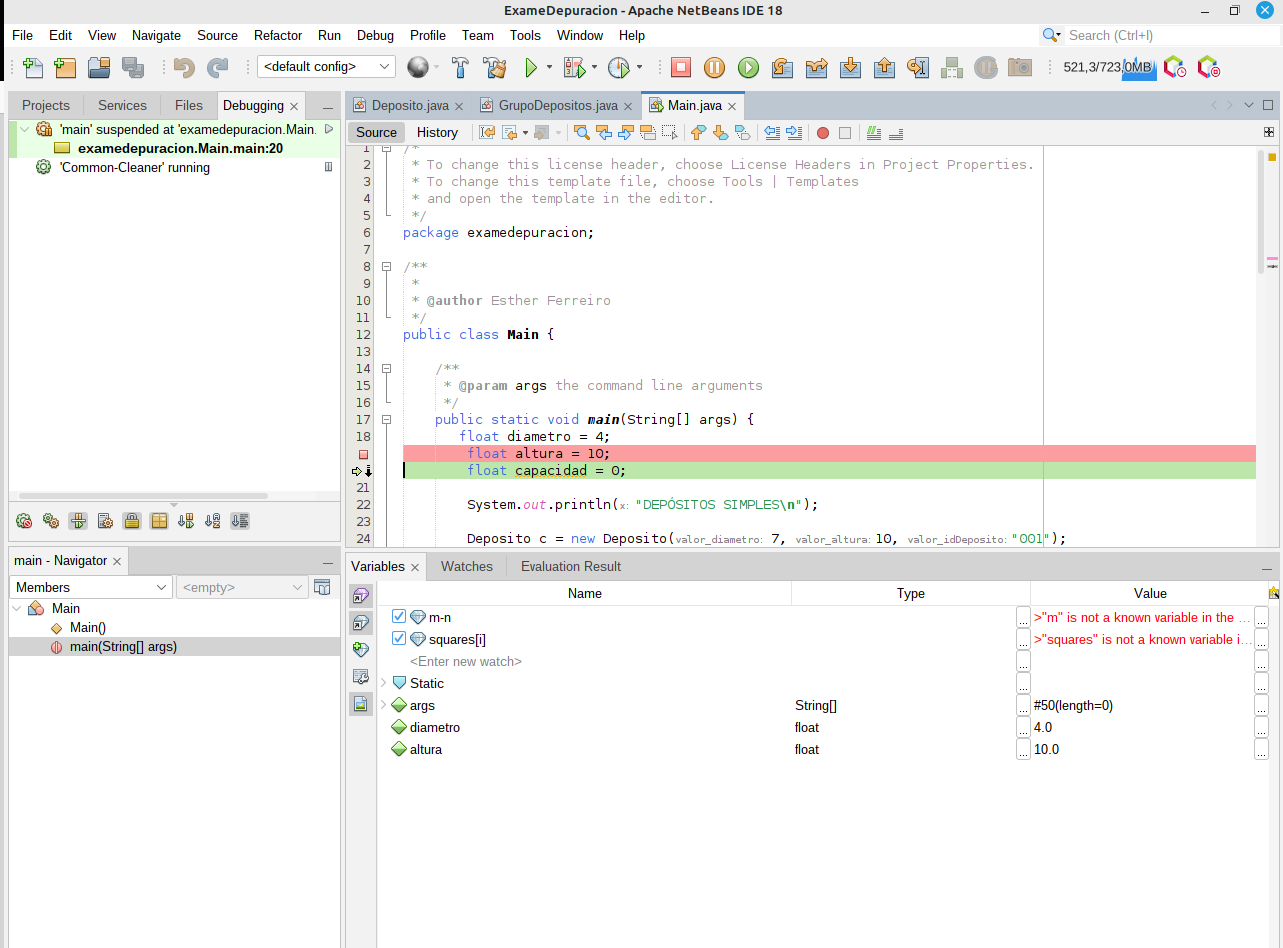 ExameDepuracion - Apache NetBeans IDE 18
File Edit View Navigate Source Refactor Run Debug Profile Team Tools Window Help
Search (Ctrl+I)
<default config>
521,3/723,0MB
Projects Services Files Debugging
'main' suspended at 'examedepuracion.Main.
examedepuracion.Main.main:20
'Common-Cleaner' running
Deposito.java GrupoDepositos.java Main.java
Source History
1 /*
2 * To change this license header, choose License Headers in Project Properties.
3 * To change this template file, choose Tools | Templates
4 * and open the template in the editor.
5 */
6 package examedepuracion;
7
8 /**
9 *
10 * @author Esther Ferreiro
11 */
12 public class Main {
13
14 /**
15 * @param args the command line arguments
16 */
17 public static void main(String[] args) {
18 float diametro = 4;
float altura = 10;
float capacidad = 0;
21
22 System.out.println(x: "DEPÓSITOS SIMPLES\n");
23
24 Deposito c = new Deposito(valor_diametro: 7, valor_altura: 10, valor_idDeposito: "001");
main - Navigator
Members <empty>
Main
Main()
main(String[] args)
Variables Watches Evaluation Result
Name Type Value
m-n ... >"m" is not a known variable in the ... ...
squares[i] ... >"squares" is not a known variable i... ...
<Enter new watch> ... ...
Static ... ...
args String[] ... #50(length=0) ...
diametro float ... 4.0 ...
altura float ... 10.0 ...